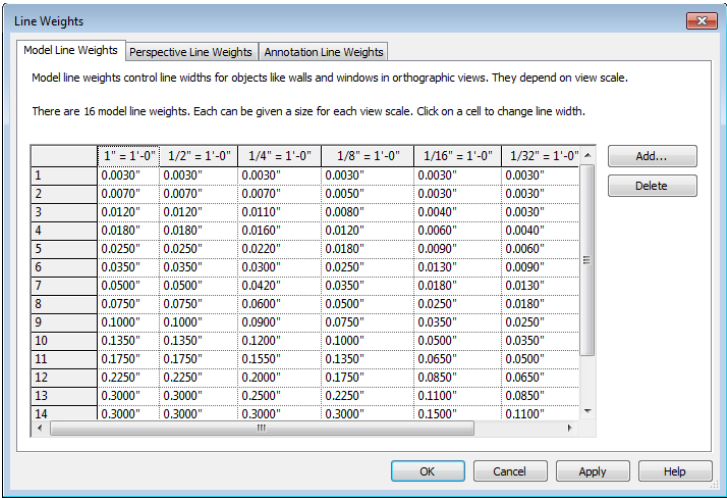 Line Weights
Model Line Weights Perspective Line Weights Annotation Line Weights
Model line weights control line widths for objects like walls and windows in orthographic views. They depend on view scale.
There are 16 model line weights. Each can be given a size for each view scale. Click on a cell to change line width.
1" = 1'-0" 1/2" = 1'-0" 1/4" = 1'-0" 1/8" = 1'-0" 1/16" = 1'-0" 1/32" = 1'-0" Add...
1 0.0030" 0.0030" 0.0030" 0.0030" 0.0030" 0.0030"
Delete
2 0.0070" 0.0070" 0.0070" 0.0050" 0.0030" 0.0030"
3 0.0120" 0.0120" 0.0110" 0.0080" 0.0040" 0.0030"
4 0.0180" 0.0180" 0.0160" 0.0120" 0.0060" 0.0040"
5 0.0250" 0.0250" 0.0220" 0.0180" 0.0090" 0.0060"
6 0.0350" 0.0350" 0.0300" 0.0250" 0.0130" 0.0090"
7 0.0500" 0.0500" 0.0420" 0.0350" 0.0180" 0.0130"
8 0.0750" 0.0750" 0.0600" 0.0500" 0.0250" 0.0180"
9 0.1000" 0.1000" 0.0900" 0.0750" 0.0350" 0.0250"
10 0.1350" 0.1350" 0.1200" 0.1000" 0.0500" 0.0350"
11 0.1750" 0.1750" 0.1550" 0.1350" 0.0650" 0.0500"
12 0.2250" 0.2250" 0.2000" 0.1750" 0.0850" 0.0650"
13 0.3000" 0.3000" 0.2500" 0.2250" 0.1100" 0.0850"
14 0.3000" 0.3000" 0.3000" 0.3000" 0.1500" 0.1100"
OK Cancel Apply Help